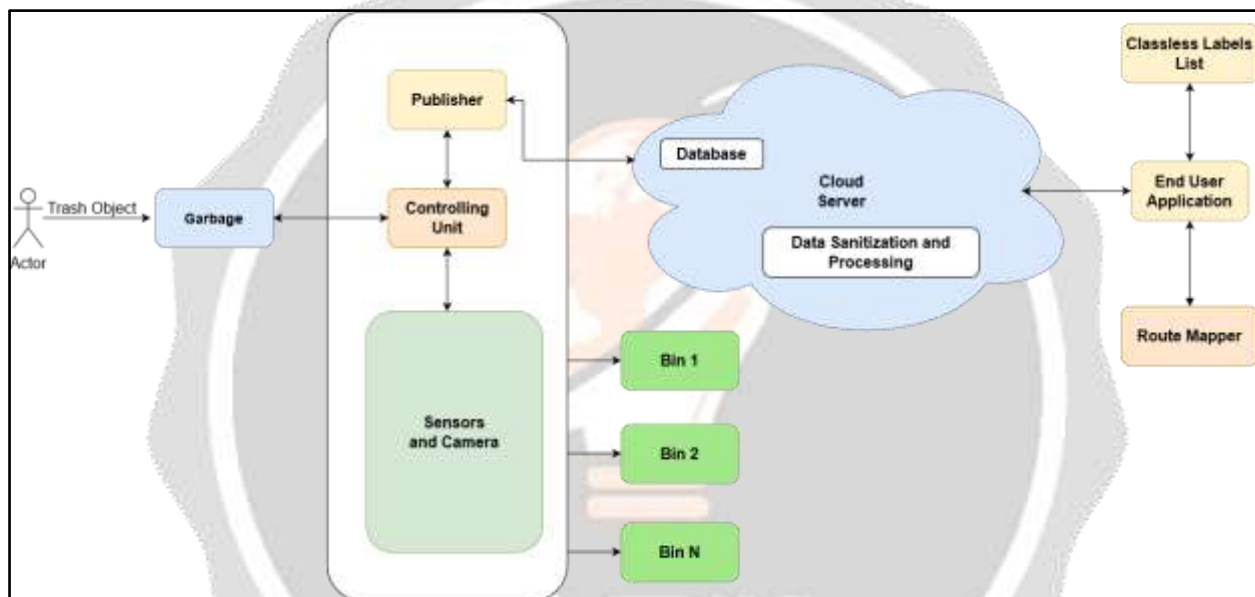 Classless Labels
List
Publisher
Database
Cloud
Server
End User
Application
Trash Object
Garbage
Controlling
Unit
Actor
Data Sanitization and
Processing
Bin 1
Route Mapper
Sensors
and Camera
Bin 2
Bin N